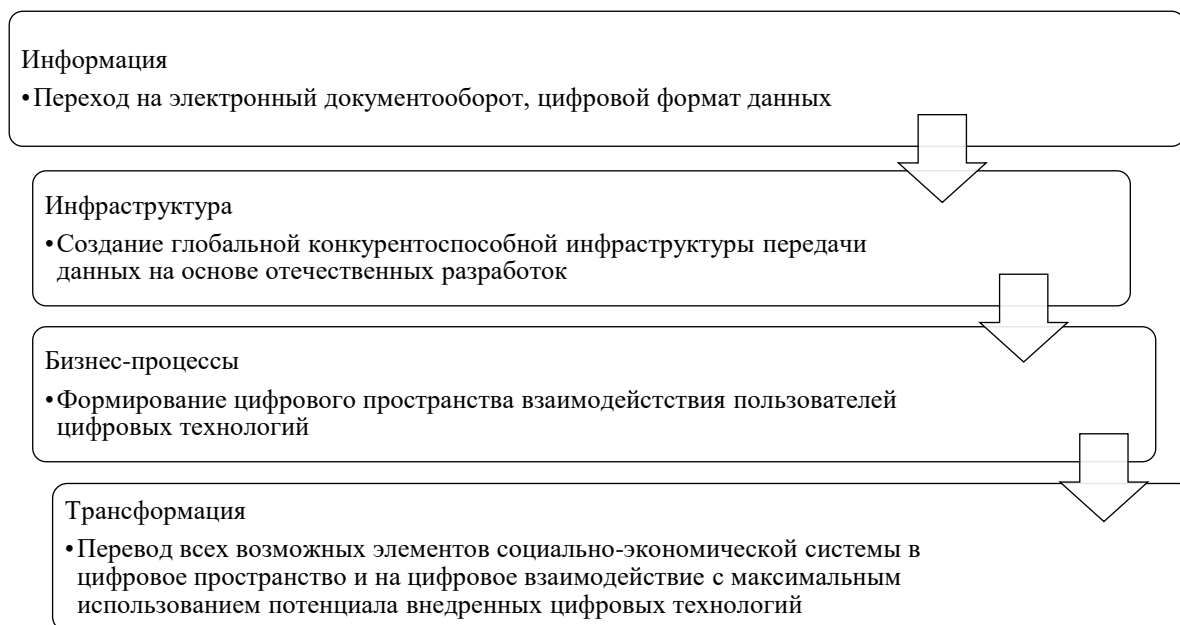 Информация
•Переход на электронный документооборот, цифровой формат данных
Инфраструктура
•Создание глобальной конкурентоспособной инфраструктуры передачи
данных на основе отечественных разработок
Бизнес-процессы
•Формирование цифрового пространства взаимодейстствия пользователей
цифровых технологий
Трансформация
•Перевод всех возможных элементов социально-экономической системы в
цифровое пространство и на цифровое взаимодействие с максимальным
использованием потенциала внедренных цифровых технологий